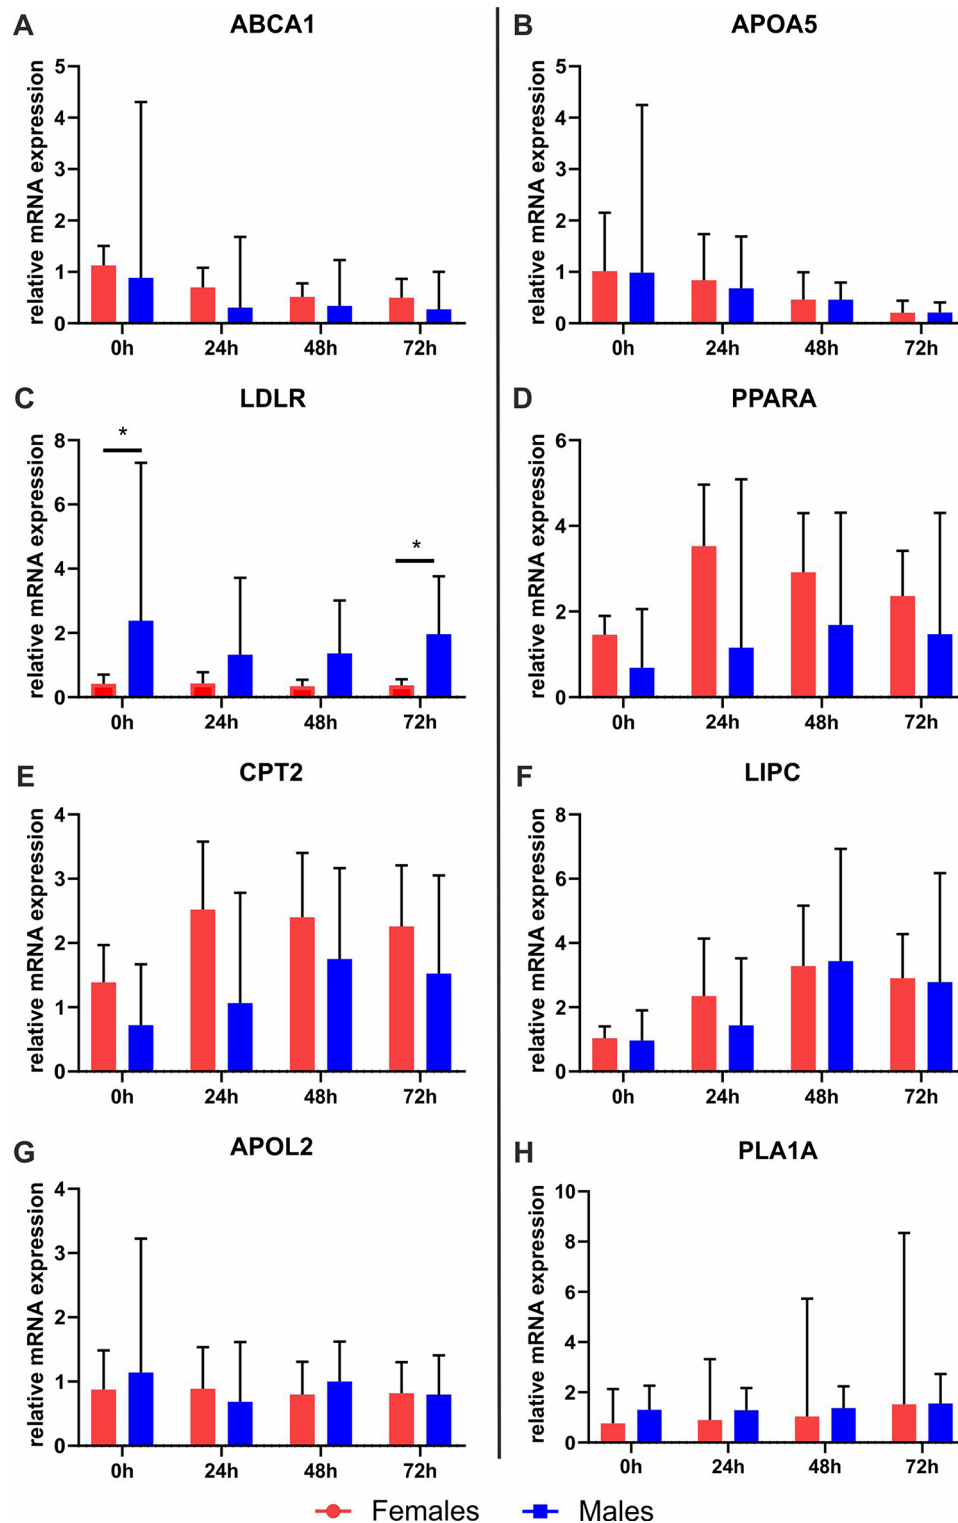 A
ABCA1
relative mRNA expression
5
4
3
2
1
0
0h 24h 48h 72h
B
APOA5
relative mRNA expression
5
4
3
2
1
0
0h 24h 48h 72h
C
LDLR
relative mRNA expression
8
6
4
2
0
*
*
0h 24h 48h 72h
D
PPARA
relative mRNA expression
6
4
2
0
0h 24h 48h 72h
E
CPT2
relative mRNA expression
4
3
2
1
0
0h 24h 48h 72h
F
LIPC
relative mRNA expression
8
6
4
2
0
0h 24h 48h 72h
G
APOL2
relative mRNA expression
4
3
2
1
0
0h 24h 48h 72h
H
PLA1A
relative mRNA expression
10
8
6
4
2
0
0h 24h 48h 72h
Females Males